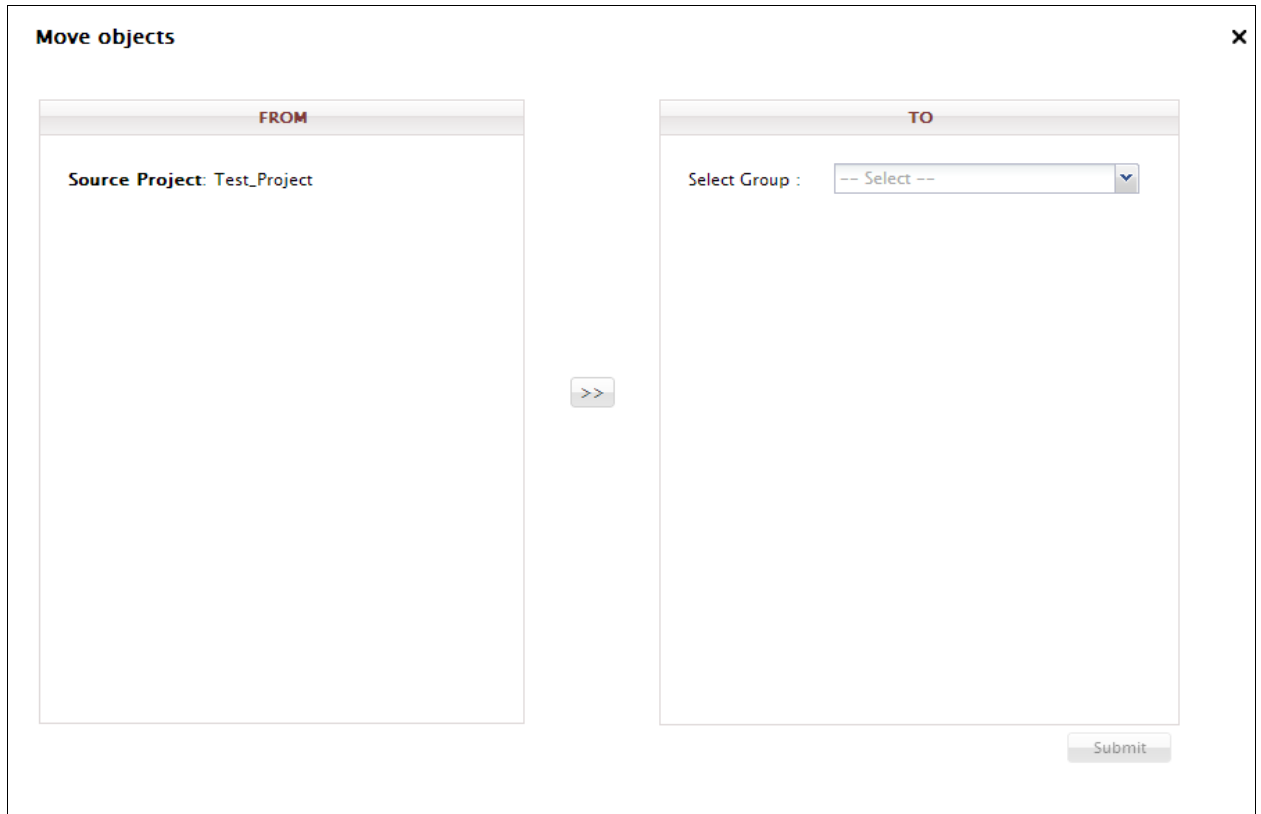 Move objects
FROM
Source Project: Test_Project
>>
TO
Select Group :
-- Select --
Submit